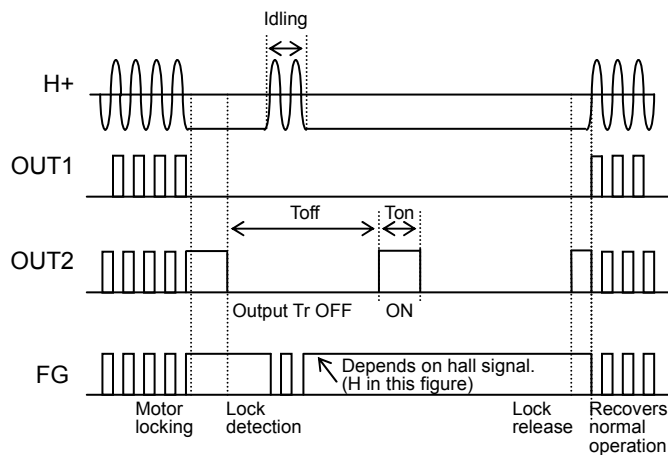 Idling
H+
OUT1
Toff
Ton
OUT2
Output Tr OFF
ON
FG
Depends on hall signal.
(H in this figure)
Motor
locking
Lock
detection
Lock
release
Recovers
normal
operation